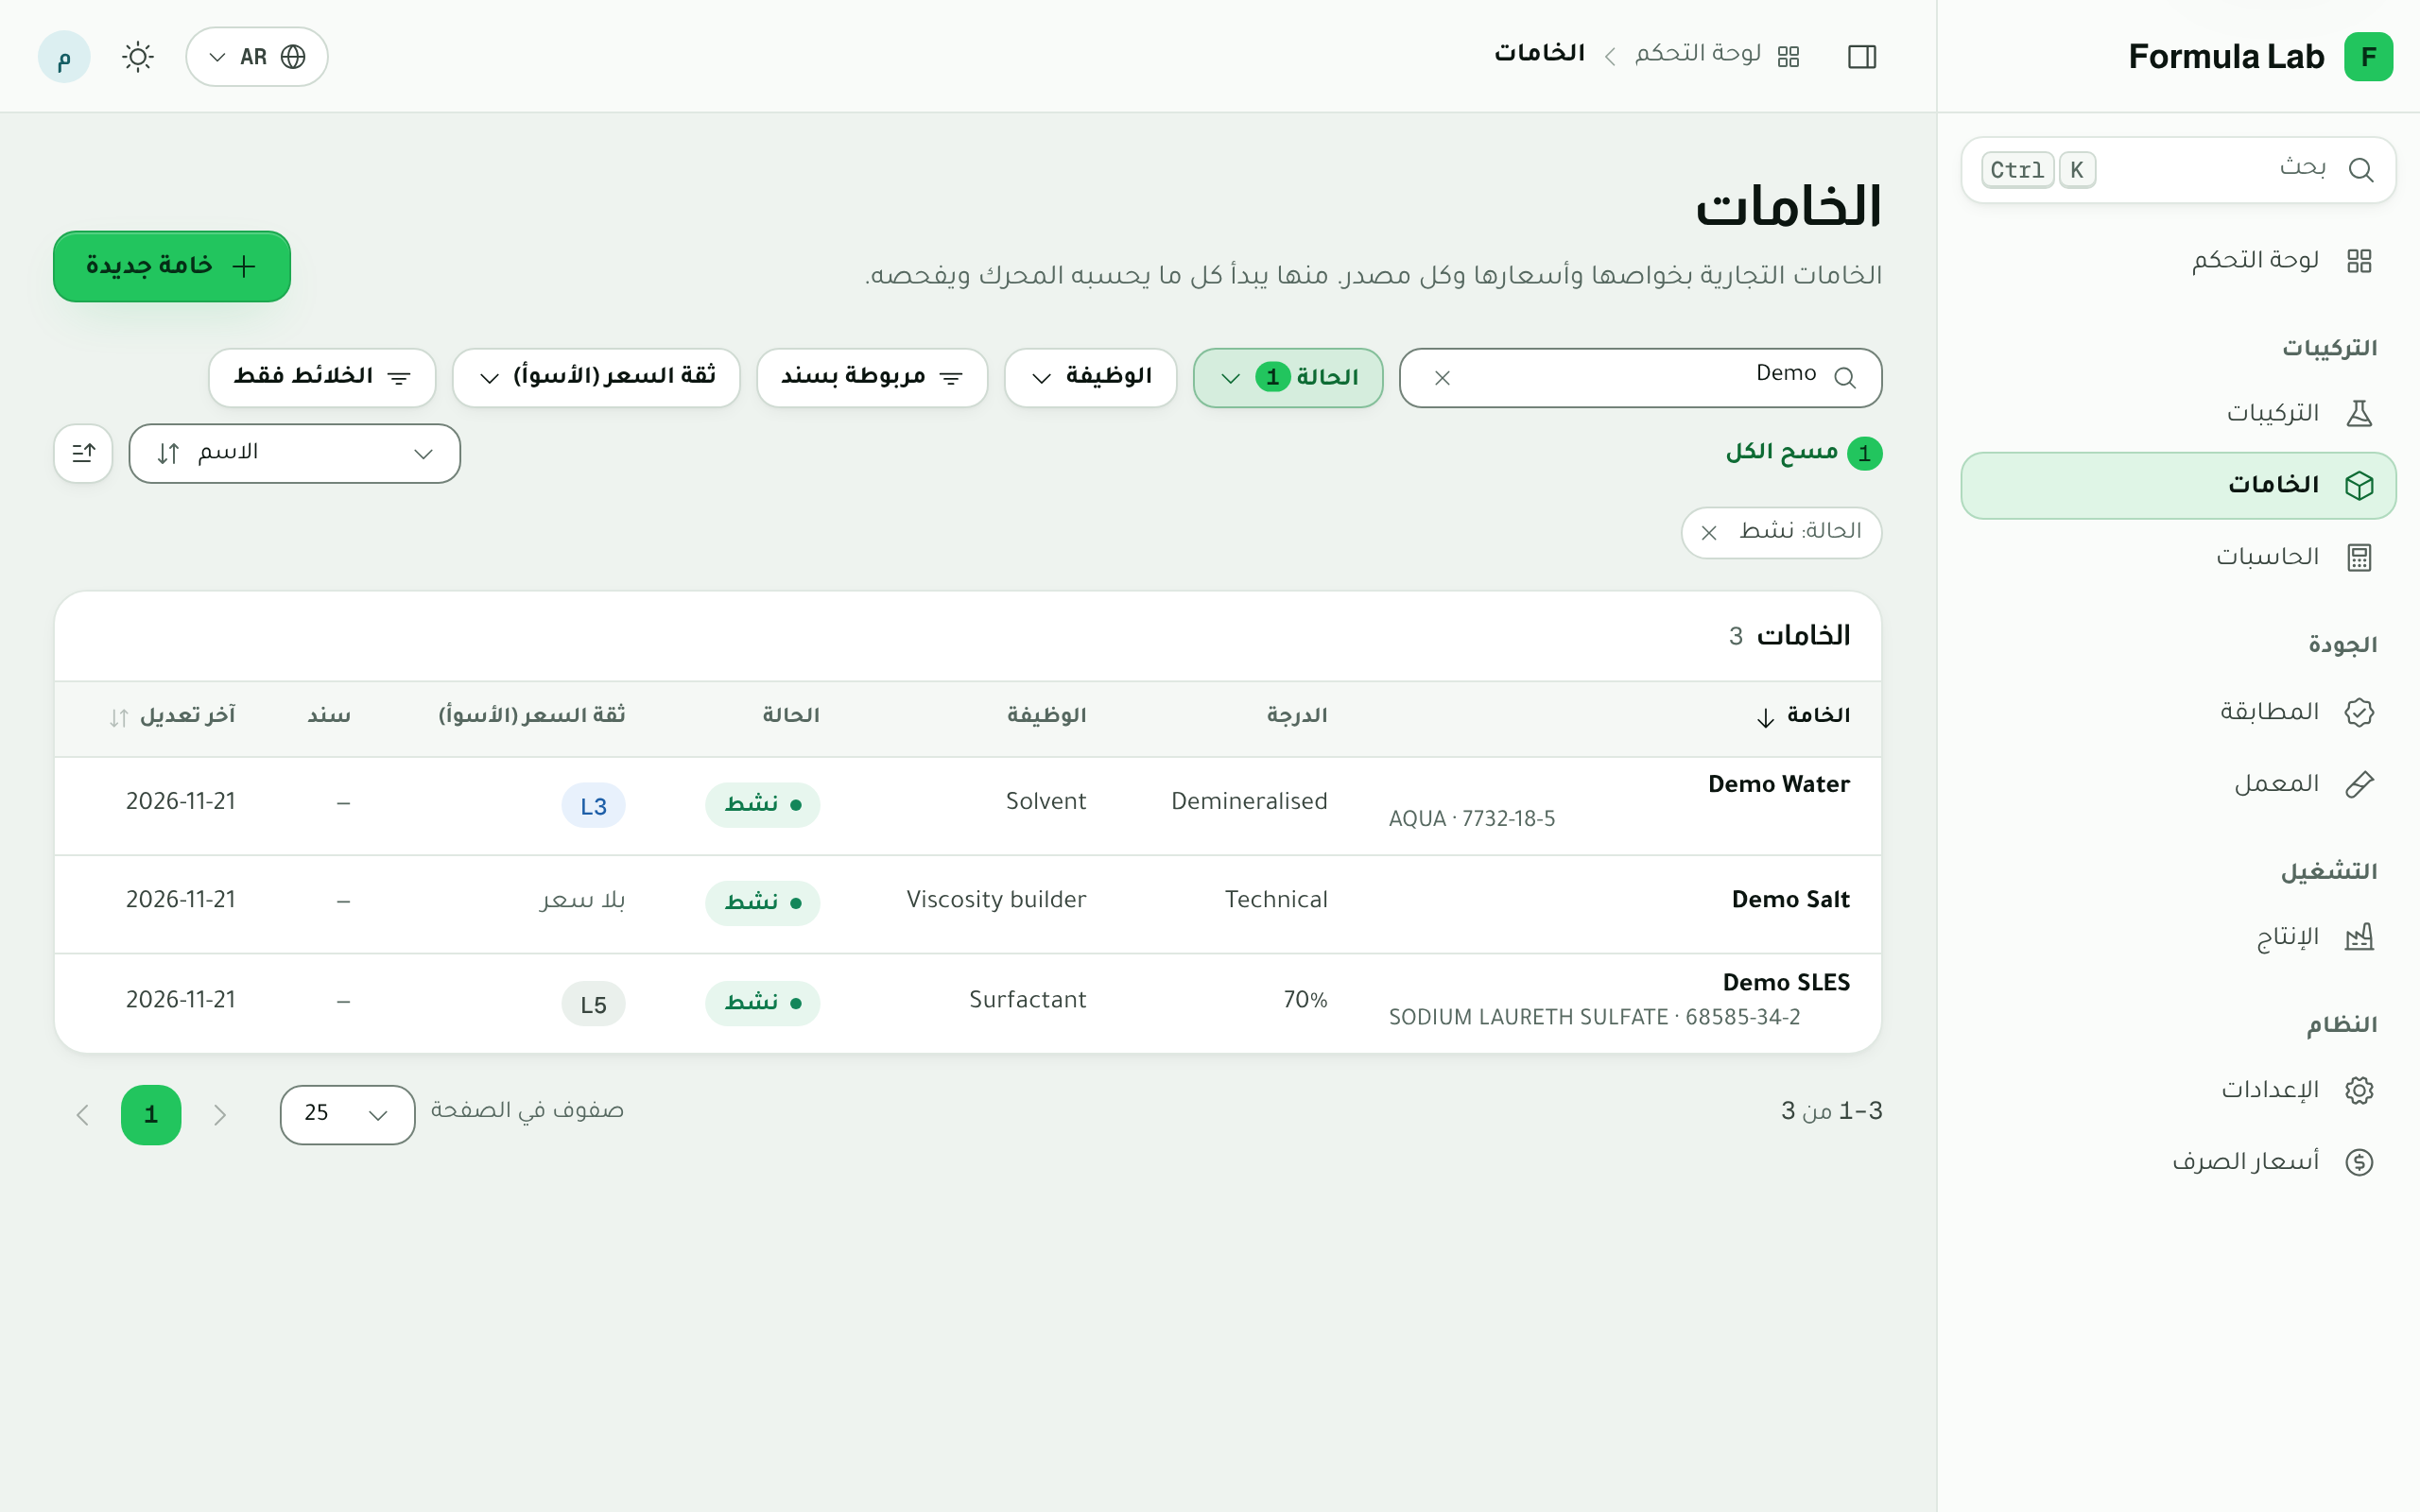 Formula Lab
F
بحث
Ctrl K
لوحة التحكم
التركيبات
التركيبات
الخامات
الحاسبات
الجودة
المطابقة
المعمل
التشغيل
الإنتاج
النظام
الإعدادات
أسعار الصرف
لوحة التحكم
الخامات
AR
م
الخامات
الخامات التجارية بخواصها وأسعارها وكل مصدر. منها يبدأ كل ما يحسبه المحرك ويفحصه.
خامة جديدة
Demo
الحالة 1
الوظيفة
مربوطة بسند
ثقة السعر (الأسوأ)
الخلائط فقط
1 مسح الكل
الاسم
الحالة: نشط
الخامات 3
الخامة الدرجة الوظيفة الحالة ثقة السعر (الأسوأ) سند آخر تعديل
Demo Water
AQUA · 7732-18-5
Demineralised Solvent نشط L3 – 2026-11-21
Demo Salt Technical Viscosity builder نشط بلا سعر – 2026-11-21
Demo SLES
SODIUM LAURETH SULFATE · 68585-34-2
70% Surfactant نشط L5 – 2026-11-21
1–3 من 3
صفوف في الصفحة
25
1